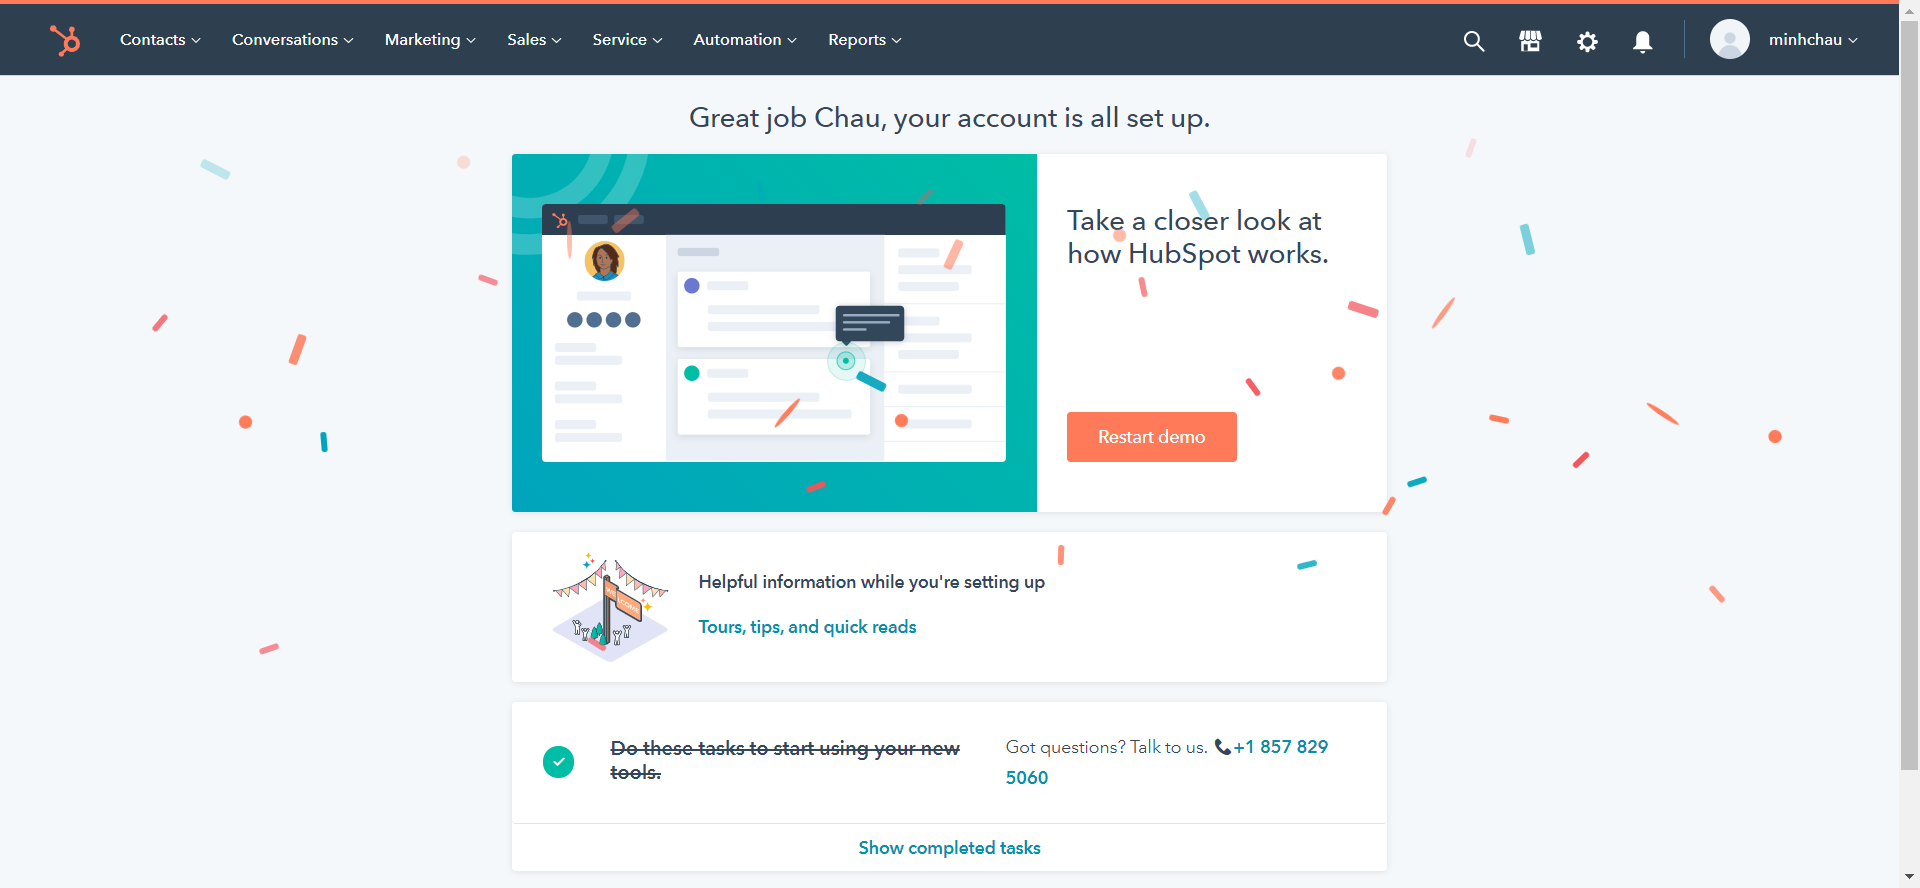 Contacts Conversations Marketing Sales Service Automation Reports minhchau
Great job Chau, your account is all set up.
Take a closer look at
how HubSpot works.
Restart demo
WELCOME
Helpful information while you're setting up
Tours, tips, and quick reads
Do these tasks to start using your new
tools.
Got questions? Talk to us. +1 857 829
5060
Show completed tasks